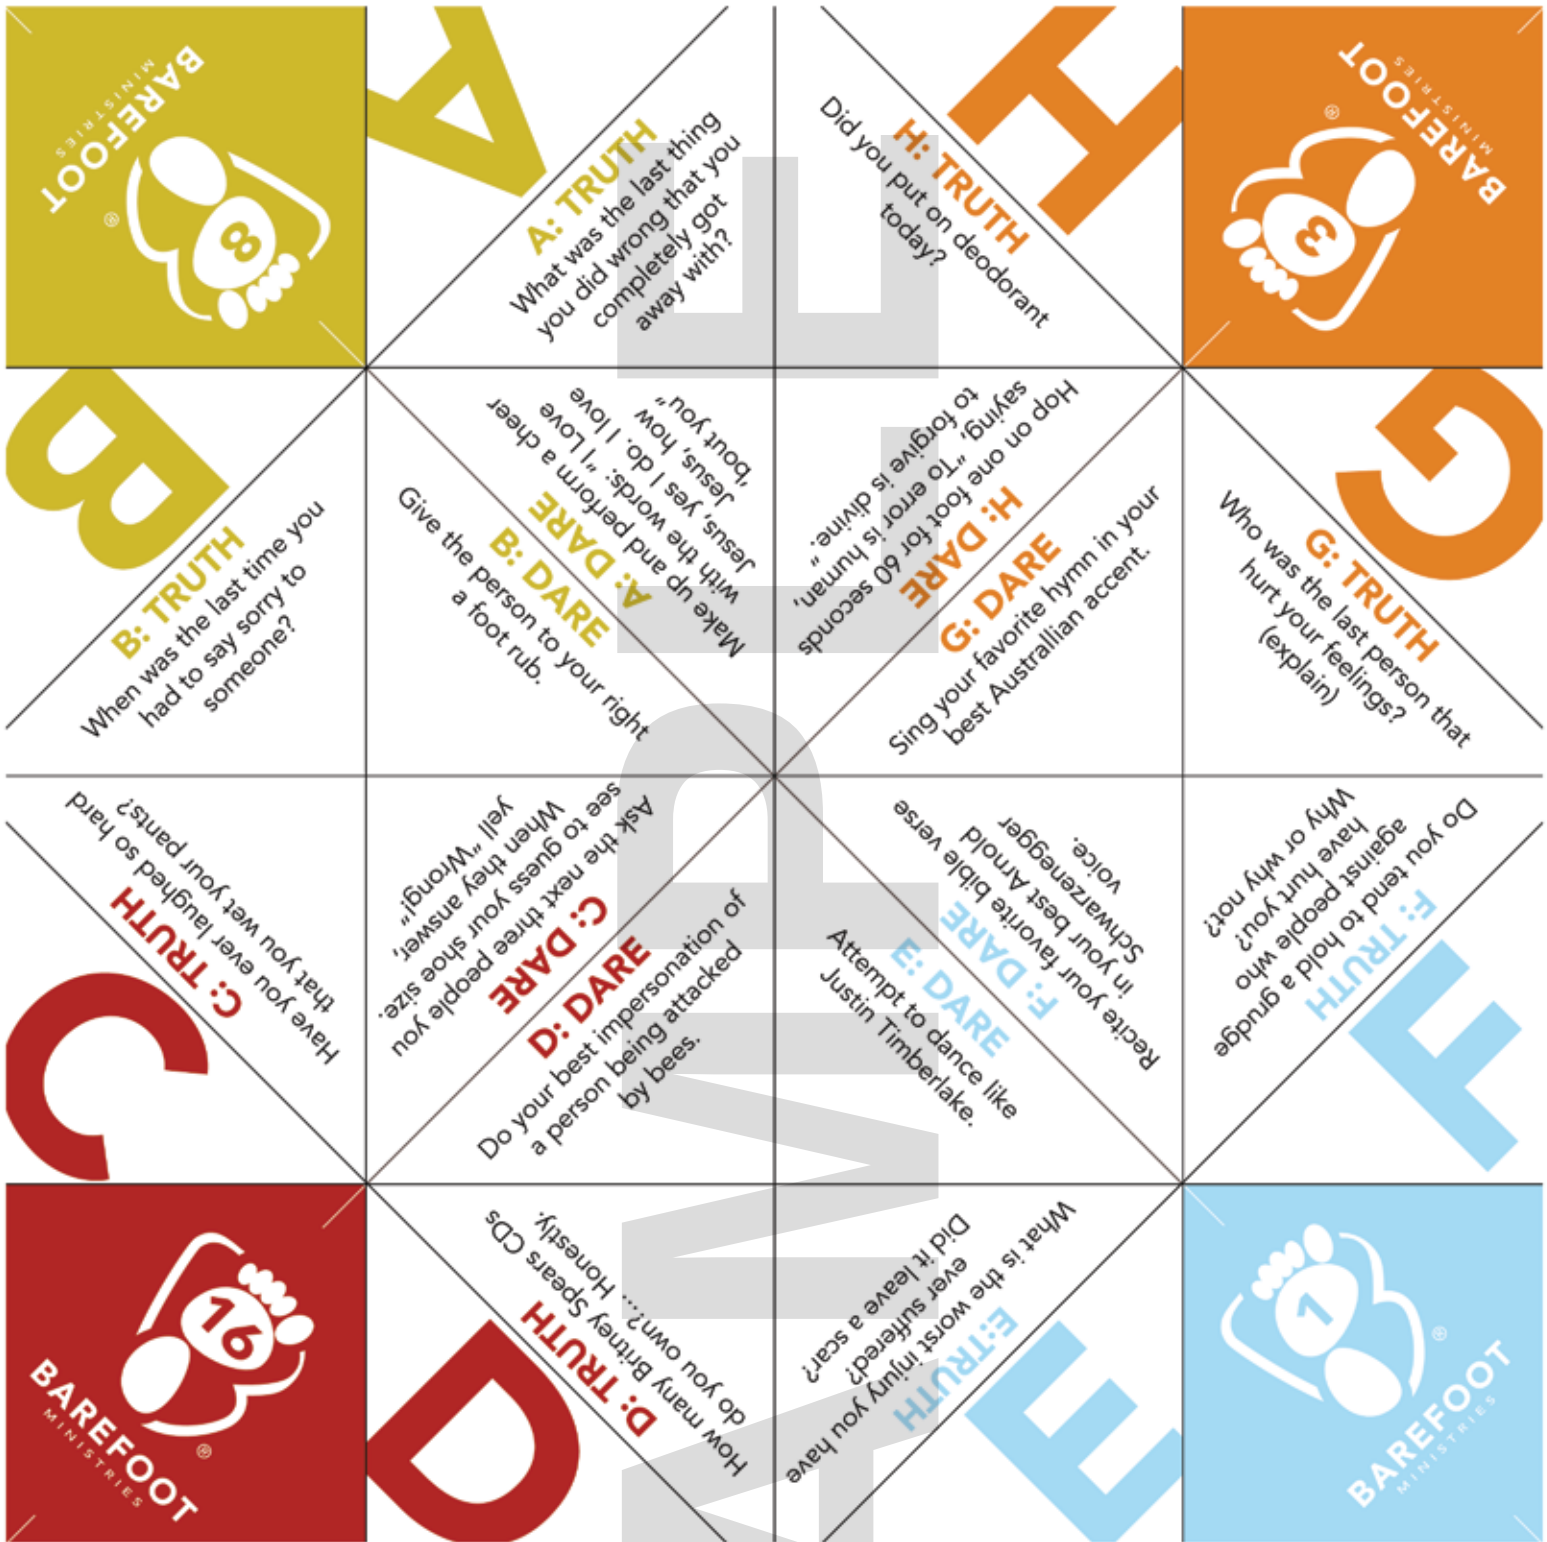 BAREFOOT
MINISTRIES
®
8
A
A: TRUTH
What was the last thing
you did wrong that you
completely got
away with?
H
H: TRUTH
Did you put on deodorant
today?
BAREFOOT
MINISTRIES
®
3
B
B: TRUTH
When was the last time you
had to say sorry to
someone?
A: DARE
Make up and perform a cheer
with the words: "I Love
Jesus, yes I do. I love
Jesus, how
'bout you"
B: DARE
Give the person to your right
a foot rub.
H: DARE
Hop on one foot for 60 seconds
saying, "To error is human,
to forgive is divine."
G: DARE
Sing your favorite hymn in your
best Australlian accent.
G
G: TRUTH
Who was the last person that
hurt your feelings?
(explain)
C
C: TRUTH
Have you ever laughed so hard
that you wet your pants?
C: DARE
Ask the next three people you
see to guess your shoe size.
When they answer,
yell "Wrong!"
D: DARE
Do your best impersonation of
a person being attacked
by bees.
F: DARE
Recite your favorite bible verse
in your best Arnold
Schwarzenegger
voice.
E: DARE
Attempt to dance like
Justin Timberlake.
F
F: TRUTH
Do you tend to hold a grudge
against people who
have hurt you?
Why or why not?
16
®
BAREFOOT
MINISTRIES
D
D: TRUTH
How many Britney Spears CDs
do you own?... Honestly.
E
E:TRUTH
What is the worst injury you have
ever suffered?
Did it leave a scar?
1
®
BAREFOOT
MINISTRIES
SAMPLE